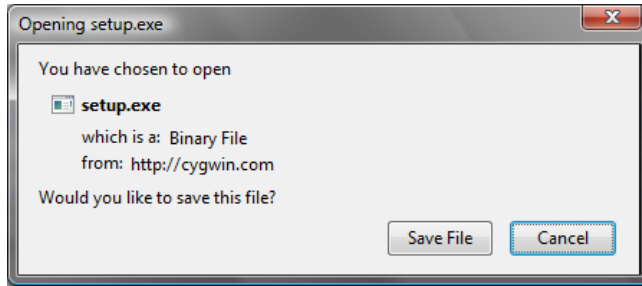 Opening setup.exe
You have chosen to open
setup.exe
which is a: Binary File
from: http://cygwin.com
Would you like to save this file?
Save File Cancel